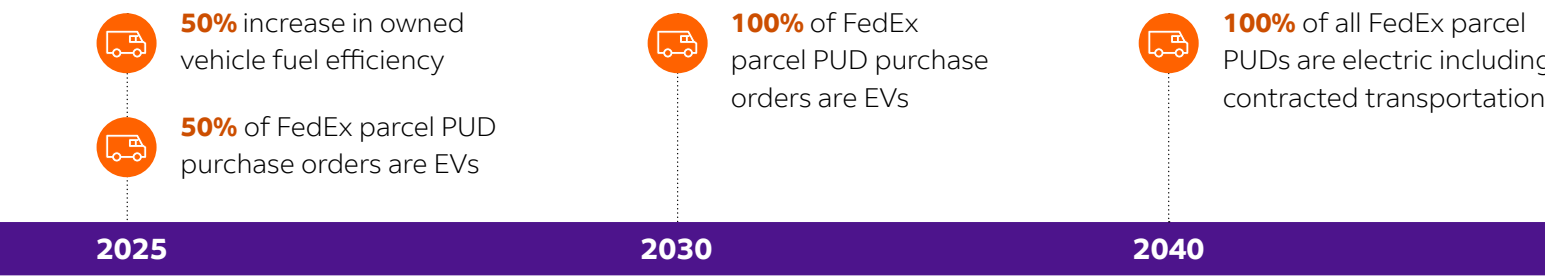 50% increase in owned
vehicle fuel efficiency
50% of FedEx parcel PUD
purchase orders are EVs
100% of FedEx
parcel PUD purchase
orders are EVs
100% of all FedEx parcel
PUDs are electric including
contracted transportation
2025
2030
2040